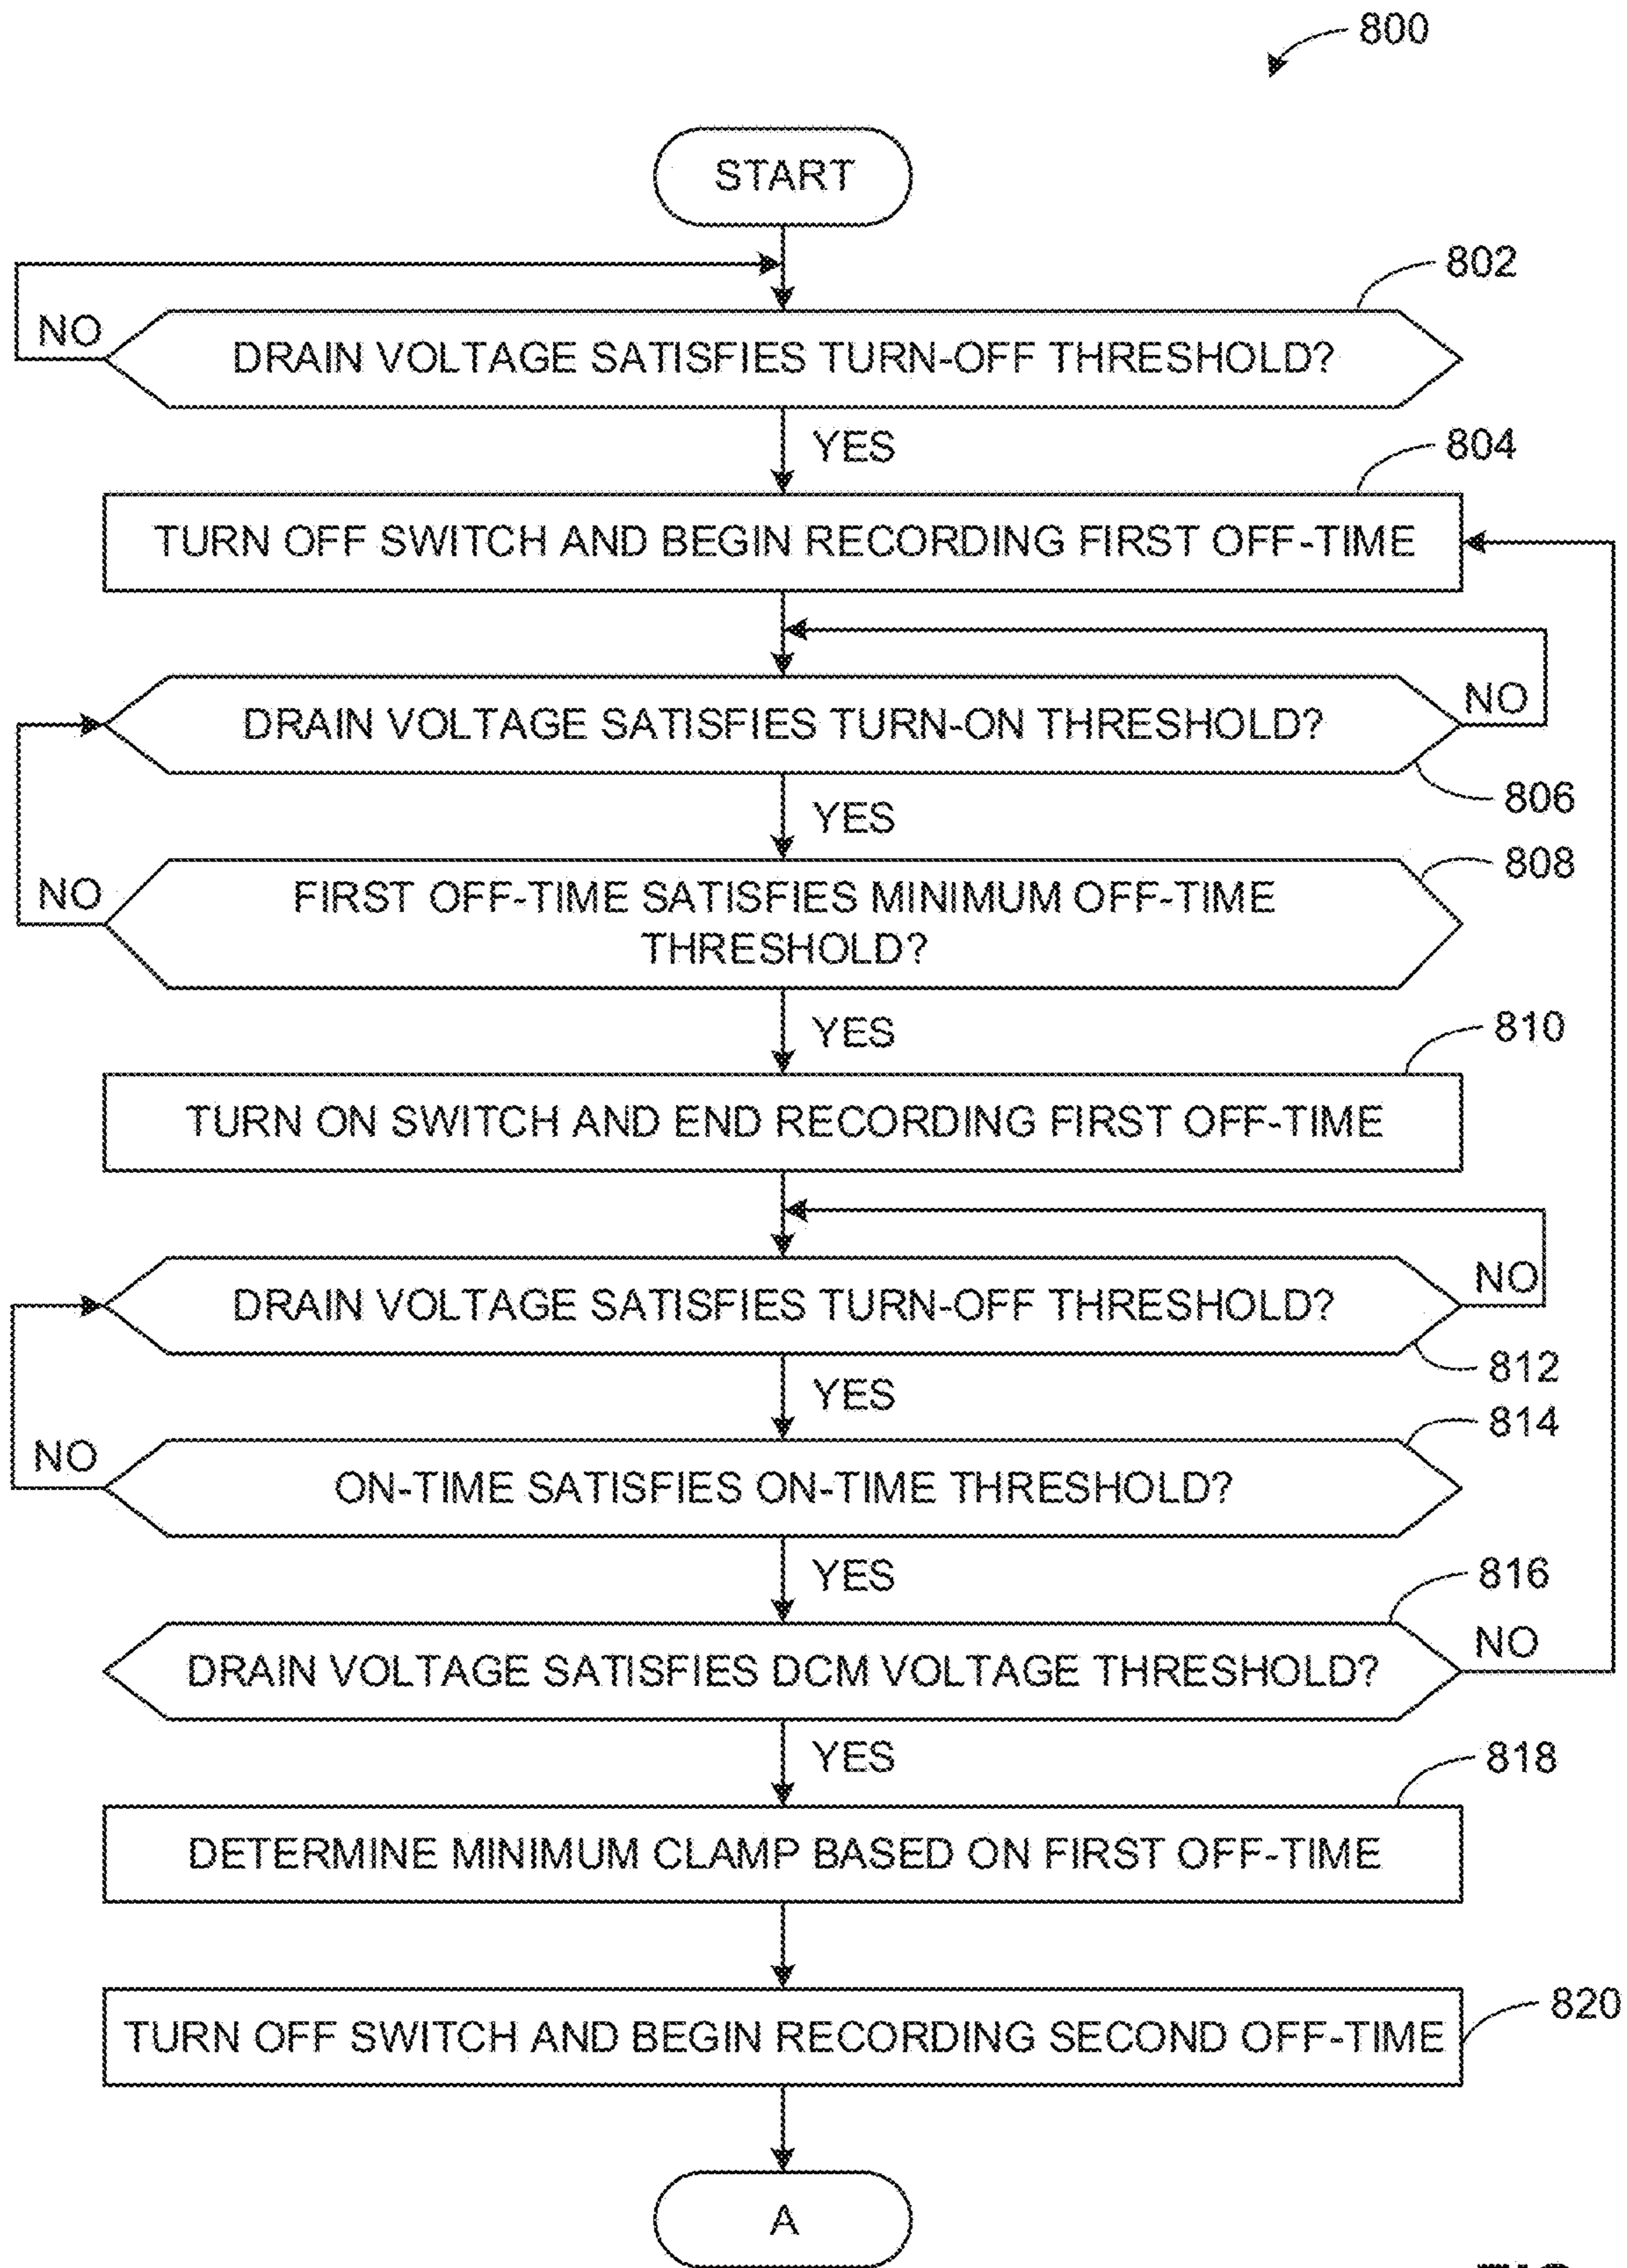 800
START
802
NO
DRAIN VOLTAGE SATISFIES TURN-OFF THRESHOLD?
YES
804
TURN OFF SWITCH AND BEGIN RECORDING FIRST OFF-TIME
NO
DRAIN VOLTAGE SATISFIES TURN-ON THRESHOLD?
806
YES
808
NO
FIRST OFF-TIME SATISFIES MINIMUM OFF-TIME
THRESHOLD?
YES
810
TURN ON SWITCH AND END RECORDING FIRST OFF-TIME
NO
DRAIN VOLTAGE SATISFIES TURN-OFF THRESHOLD?
812
YES
814
NO
ON-TIME SATISFIES ON-TIME THRESHOLD?
YES
816
NO
DRAIN VOLTAGE SATISFIES DCM VOLTAGE THRESHOLD?
YES
818
DETERMINE MINIMUM CLAMP BASED ON FIRST OFF-TIME
820
TURN OFF SWITCH AND BEGIN RECORDING SECOND OFF-TIME
A